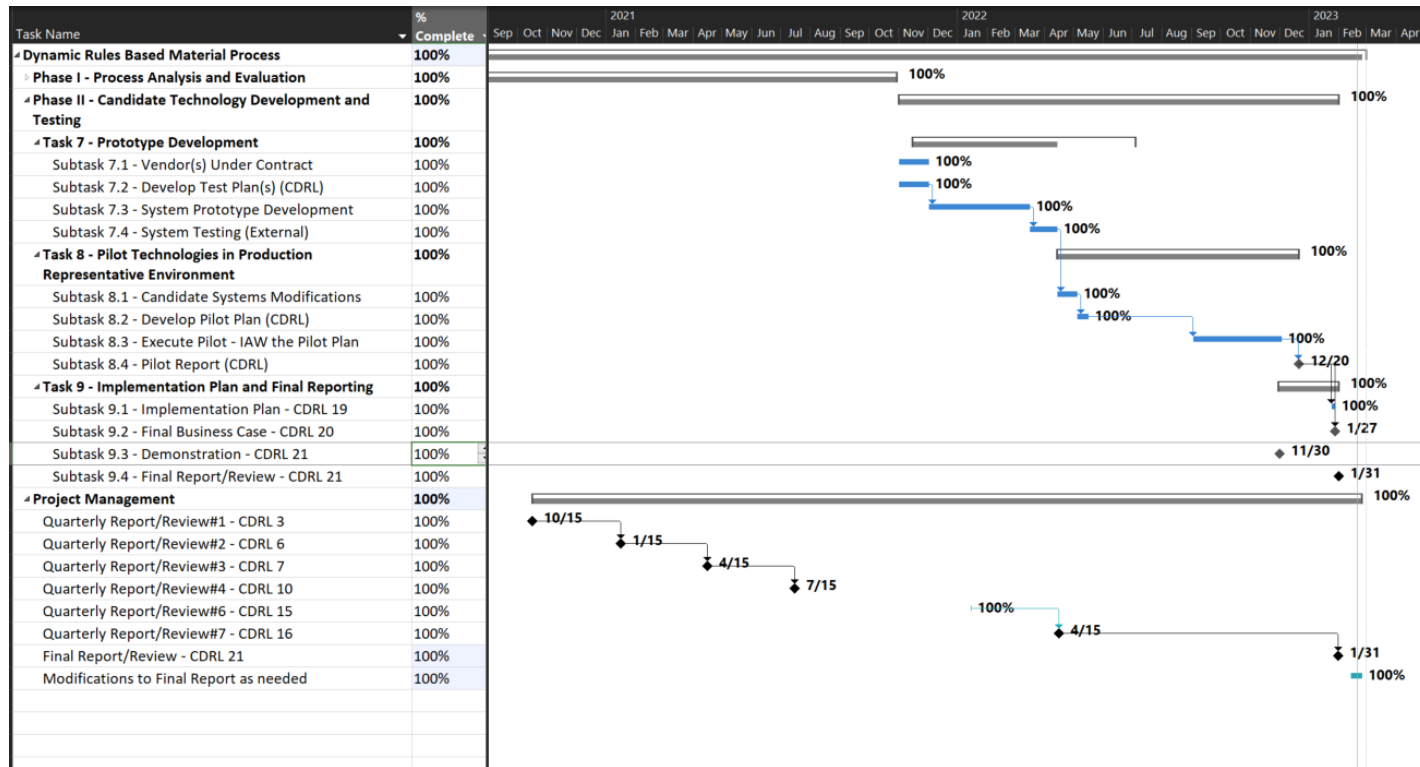 % 2021 2022 2023
Task Name Complete Sep Oct Nov Dec Jan Feb Mar Apr May Jun Jul Aug Sep Oct Nov Dec Jan Feb Mar Apr May Jun Jul Aug Sep Oct Nov Dec Jan Feb Mar Apr
Dynamic Rules Based Material Process 100%
Phase I - Process Analysis and Evaluation 100% 100%
Phase II - Candidate Technology Development and 100% 100%
Testing
Task 7 - Prototype Development 100%
Subtask 7.1 - Vendor(s) Under Contract 100% 100%
Subtask 7.2 - Develop Test Plan(s) (CDRL) 100% 100%
Subtask 7.3 - System Prototype Development 100% 100%
Subtask 7.4 - System Testing (External) 100% 100%
Task 8 - Pilot Technologies in Production 100% 100%
Representative Environment
Subtask 8.1 - Candidate Systems Modifications 100% 100%
Subtask 8.2 - Develop Pilot Plan (CDRL) 100% 100%
Subtask 8.3 - Execute Pilot - IAW the Pilot Plan 100% 100%
Subtask 8.4 - Pilot Report (CDRL) 100% 12/20
Task 9 - Implementation Plan and Final Reporting 100% 100%
Subtask 9.1 - Implementation Plan - CDRL 19 100% 100%
Subtask 9.2 - Final Business Case - CDRL 20 100% 1/27
Subtask 9.3 - Demonstration - CDRL 21 100% 11/30
Subtask 9.4 - Final Report/Review - CDRL 21 100% 1/31
Project Management 100% 100%
Quarterly Report/Review#1 - CDRL 3 100% 10/15
Quarterly Report/Review#2 - CDRL 6 100% 1/15
Quarterly Report/Review#3 - CDRL 7 100% 4/15
Quarterly Report/Review#4 - CDRL 10 100% 7/15
Quarterly Report/Review#6 - CDRL 15 100% 100%
Quarterly Report/Review#7 - CDRL 16 100% 4/15
Final Report/Review - CDRL 21 100% 1/31
Modifications to Final Report as needed 100% 100%